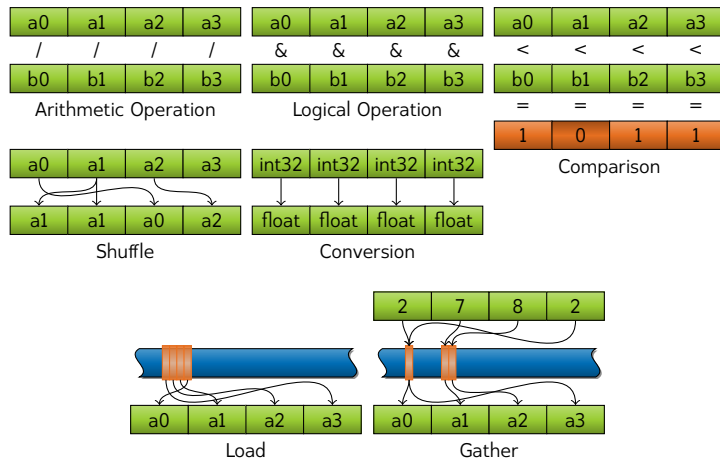 a0 a1 a2 a3
/ / / /
b0 b1 b2 b3
Arithmetic Operation
a0 a1 a2 a3
& & & &
b0 b1 b2 b3
Logical Operation
a0 a1 a2 a3
< < < <
b0 b1 b2 b3
= = = =
1 0 1 1
Comparison
a0 a1 a2 a3
a1 a1 a0 a2
Shuffle
int32 int32 int32 int32
float float float float
Conversion
a0 a1 a2 a3
Load
2 7 8 2
a0 a1 a2 a3
Gather